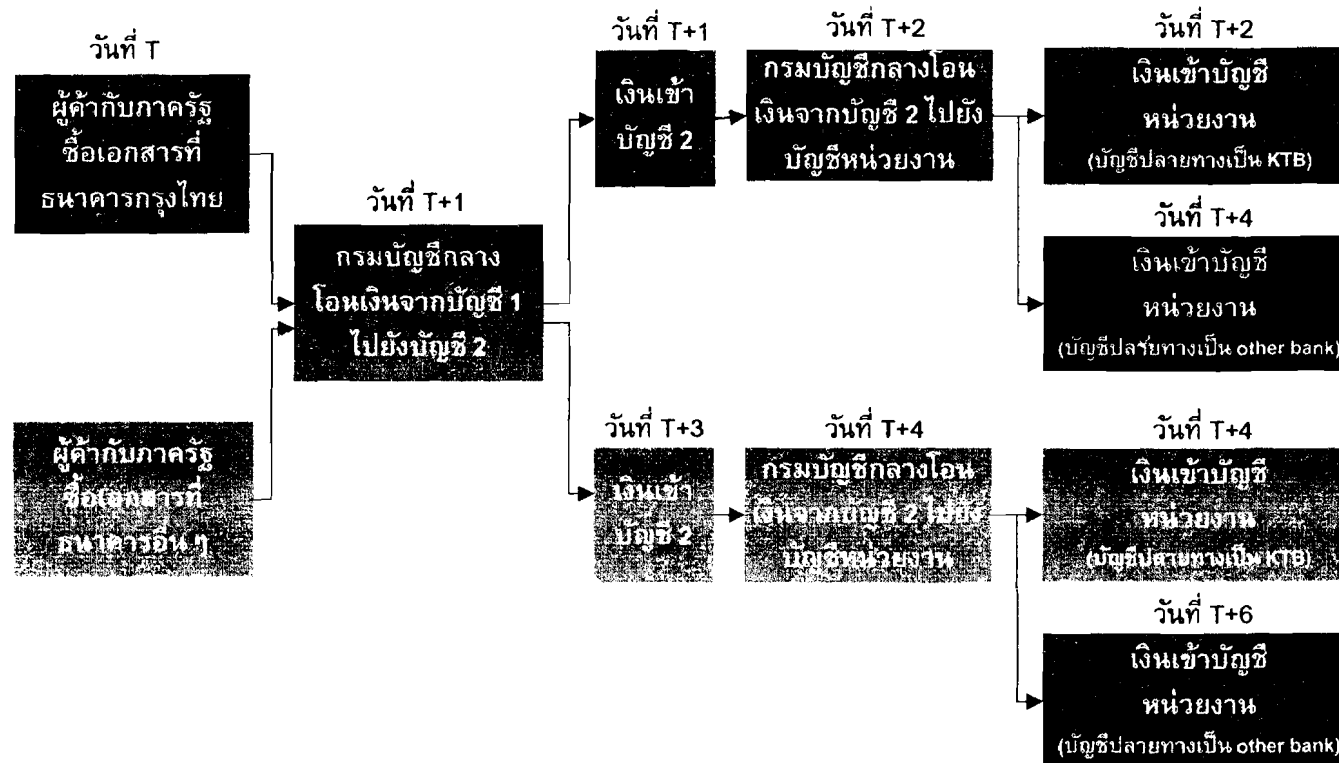 วันที่ T
ผู้ค้ากับภาครัฐ
ซื้อเอกสารที่
ธนาคารกรุงไทย
ผู้ค้ากับภาครัฐ
ซื้อเอกสารที่
ธนาคารอื่น ๆ
วันที่ T+1
กรมบัญชีกลาง
โอนเงินจากบัญชี 1
ไปยังบัญชี 2
วันที่ T+1
เงินเข้า
บัญชี 2
วันที่ T+2
กรมบัญชีกลางโอน
เงินจากบัญชี 2 ไปยัง
บัญชีหน่วยงาน
วันที่ T+2
เงินเข้าบัญชี
หน่วยงาน
(บัญชีปลายทางเป็น KTB)
วันที่ T+4
เงินเข้าบัญชี
หน่วยงาน
(บัญชีปลายทางเป็น other bank)
วันที่ T+3
เงินเข้า
บัญชี 2
วันที่ T+4
กรมบัญชีกลางโอน
เงินจากบัญชี 2 ไปยัง
บัญชีหน่วยงาน
วันที่ T+4
เงินเข้าบัญชี
หน่วยงาน
(บัญชีปลายทางเป็น KTB)
วันที่ T+6
เงินเข้าบัญชี
หน่วยงาน
(บัญชีปลายทางเป็น other bank)